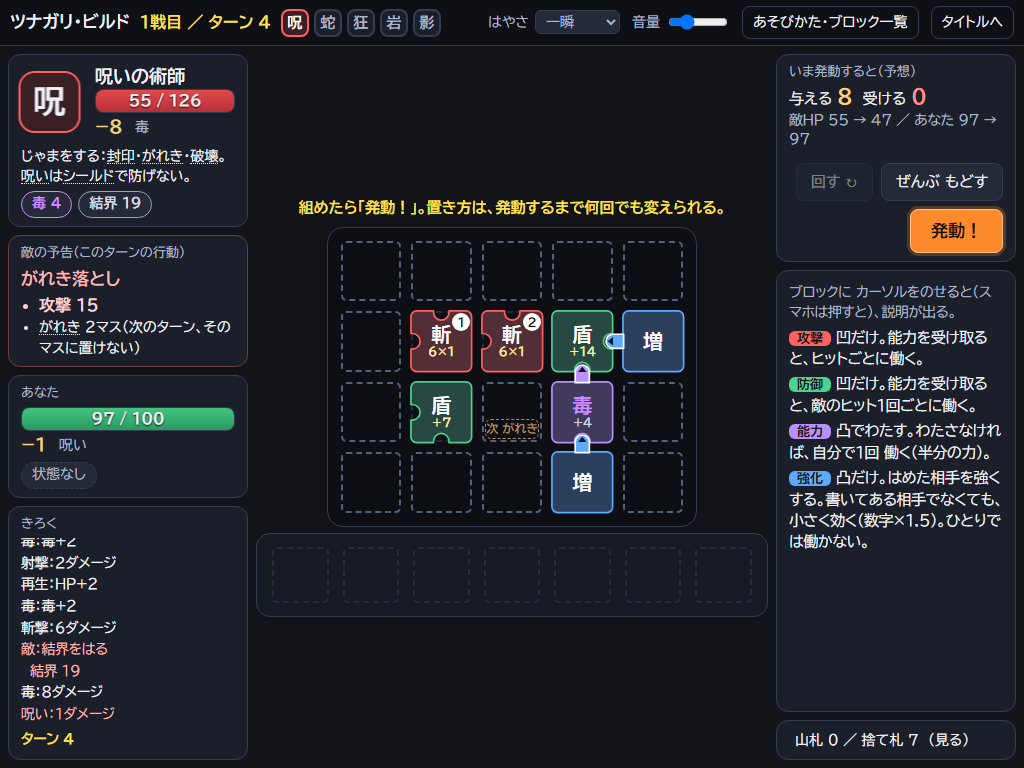 ツナガリ・ビルド 1戦目 ／ ターン 4 呪 蛇 狂 岩 影 はやさ 一瞬 音量 あそびかた・ブロック一覧 タイトルへ
呪
呪いの術師
55 / 126
−8 毒
じゃまをする：封印・がれき・破壊。
呪いはシールドで防げない。
毒 4 結界 19
敵の予告（このターンの行動）
がれき落とし
• 攻撃 15
• がれき 2マス（次のターン、その
マスに置けない）
あなた
97 / 100
−1 呪い
状態なし
きろく
毒：毒+2
射撃：2ダメージ
再生：HP+2
毒：毒+2
斬撃：6ダメージ
敵：結界をはる
結界 19
毒：8ダメージ
呪い：1ダメージ
ターン 4
組めたら「発動！」。置き方は、発動するまで何回でも変えられる。
斬 1
6×1
斬 2
6×1
盾
+14
増
盾
+7
次 がれき
毒
+4
増
いま発動すると（予想）
与える 8 受ける 0
敵HP 55 → 47 ／ あなた 97 →
97
回す ↻ ぜんぶ もどす
発動！
ブロックに カーソルをのせると（ス
マホは押すと）、説明が出る。
攻撃 凹だけ。能力を受け取る
と、ヒットごとに働く。
防御 凹だけ。能力を受け取る
と、敵のヒット1回ごとに働く。
能力 凸でわたす。わたさなけれ
ば、自分で1回 働く（半分の力）。
強化 凸だけ。はめた相手を強く
する。書いてある相手でなくても、
小さく効く（数字×1.5）。ひとりで
は働かない。
山札 0 ／ 捨て札 7 （見る）